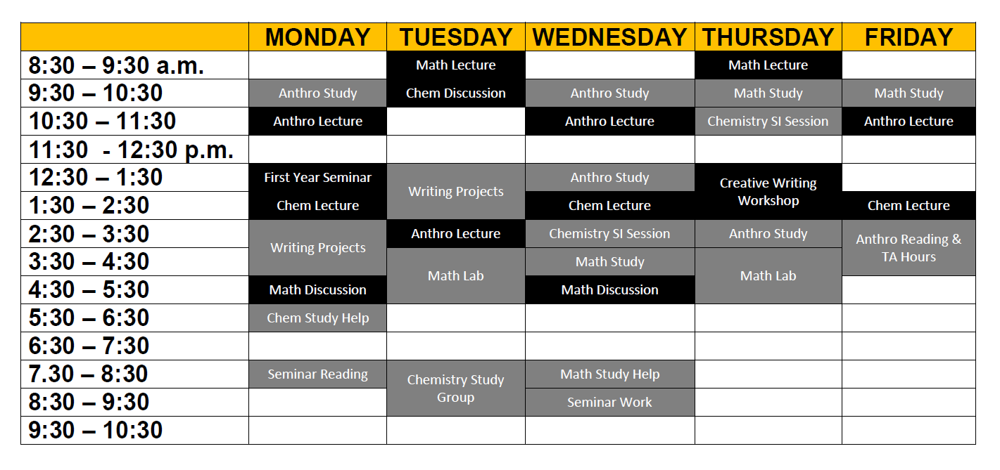 MONDAY TUESDAY WEDNESDAY THURSDAY FRIDAY
8:30 – 9:30 a.m. Math Lecture Math Lecture
9:30 – 10:30 Anthro Study Chem Discussion Anthro Study Math Study Math Study
10:30 – 11:30 Anthro Lecture Anthro Lecture Chemistry SI Session Anthro Lecture
11:30 - 12:30 p.m.
12:30 – 1:30 First Year Seminar Writing Projects Anthro Study Creative Writing
Workshop
1:30 – 2:30 Chem Lecture Chem Lecture Chem Lecture
2:30 – 3:30 Writing Projects Anthro Lecture Chemistry SI Session Anthro Study Anthro Reading &
TA Hours
3:30 – 4:30 Math Lab Math Study Math Lab
4:30 – 5:30 Math Discussion Math Discussion
5:30 – 6:30 Chem Study Help
6:30 – 7:30
7.30 – 8:30 Seminar Reading Chemistry Study
Group Math Study Help
8:30 – 9:30 Seminar Work
9:30 – 10:30